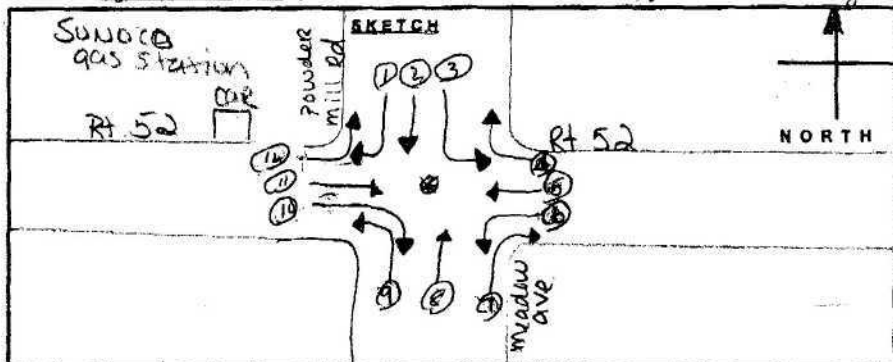 SKETCH
SUNOCO
gas station
car
Rt 52
Powder
mill Rd
1 2 3
Rt 52
NORTH
12
11
10
4
5
6
9 8 7
meadow
ave